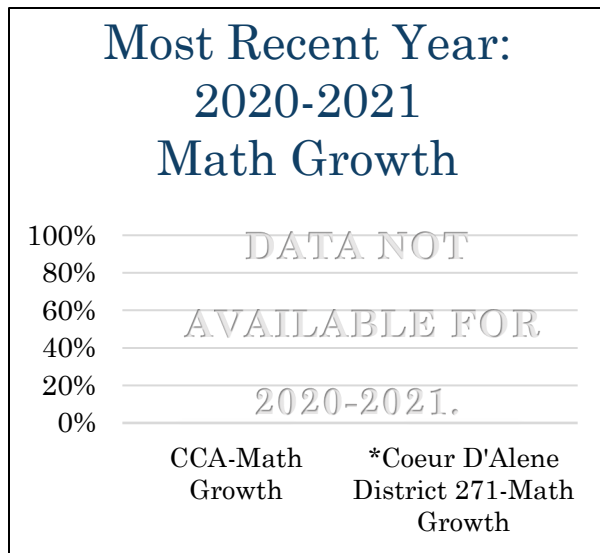 Most Recent Year:
2020-2021
Math Growth
100%
80%
60%
40%
20%
0%
DATA NOT
AVAILABLE FOR
2020-2021.
CCA-Math
Growth
*Coeur D'Alene
District 271-Math
Growth